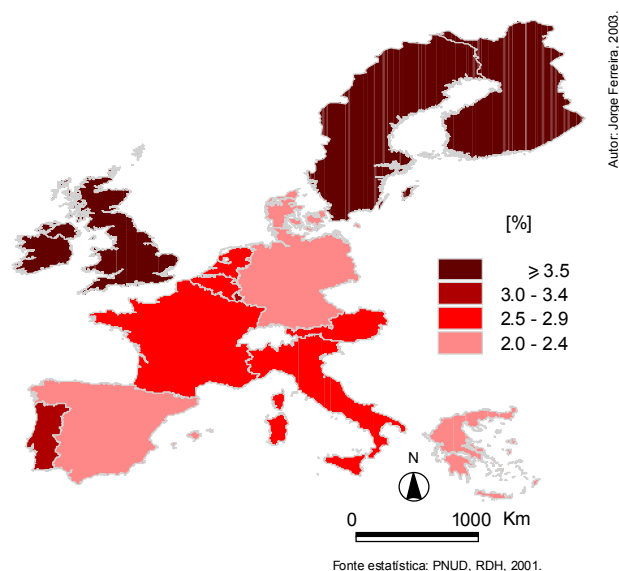 Autor: Jorge Ferreira, 2003.
[%]
⩾ 3.5
3.0 - 3.4
2.5 - 2.9
2.0 - 2.4
N
0 1000 Km
Fonte estatística: PNUD, RDH, 2001.